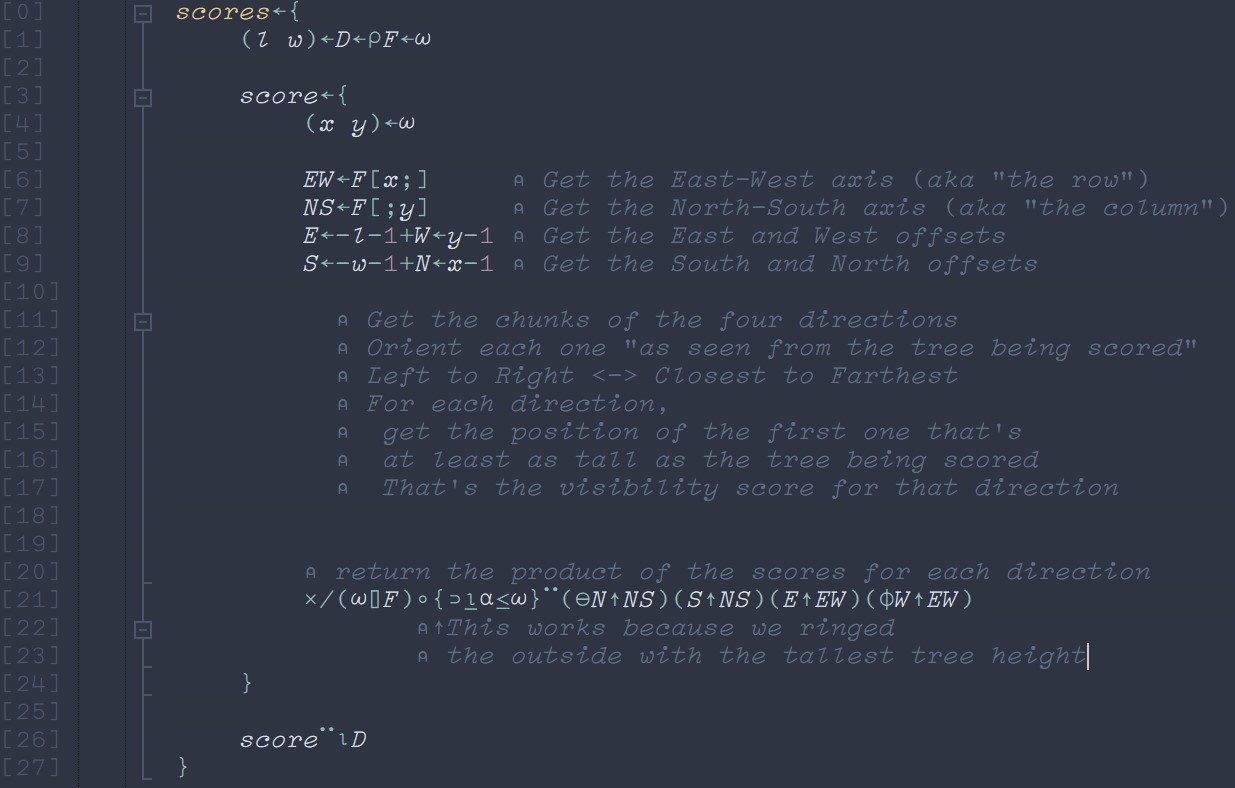 [0] scores←{
[1] (l w)←D←⍴F←⍵
[2]
[3] score←{
[4] (x y)←⍵
[5]
[6] EW←F[x;] ⍝ Get the East-West axis (aka "the row")
[7] NS←F[;y] ⍝ Get the North-South axis (aka "the column")
[8] E←-l-1+W←y-1 ⍝ Get the East and West offsets
[9] S←-w-1+N←x-1 ⍝ Get the South and North offsets
[10]
[11] ⍝ Get the chunks of the four directions
[12] ⍝ Orient each one "as seen from the tree being scored"
[13] ⍝ Left to Right <-> Closest to Farthest
[14] ⍝ For each direction,
[15] ⍝ get the position of the first one that's
[16] ⍝ at least as tall as the tree being scored
[17] ⍝ That's the visibility score for that direction
[18]
[19]
[20] ⍝ return the product of the scores for each direction
[21] ×/(⍵⌷F)∘{⊃⍸⍺≤⍵}¨(⊖N↑NS)(S↑NS)(E↑EW)(⌽W↑EW)
[22] ⍝↑This works because we ringed
[23] ⍝ the outside with the tallest tree height
[24] }
[25]
[26] score¨⍳D
[27] }